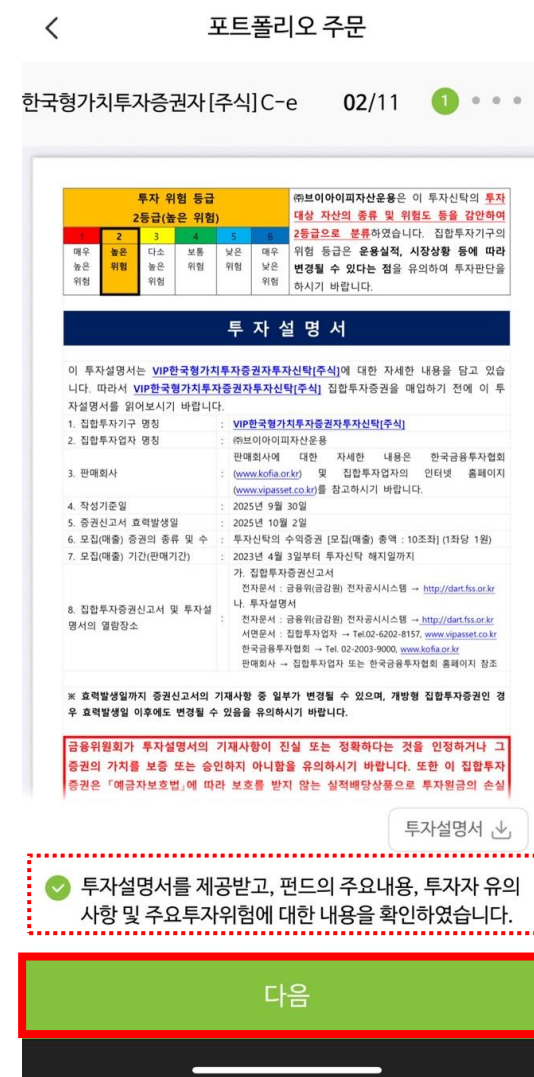 포트폴리오 주문
한국형가치투자증권자[주식]C-e 02/11 1
투자 위험 등급
2등급(높은 위험)
1 2 3 4 5 6
매우 높은 위험
높은 위험
다소 높은 위험
보통 위험
낮은 위험
매우 낮은 위험
㈜브이아이피자산운용은 이 투자신탁의 투자
대상 자산의 종류 및 위험도 등을 감안하여
2등급으로 분류하였습니다. 집합투자기구의
위험 등급은 운용실적, 시장상황 등에 따라
변경될 수 있다는 점을 유의하여 투자판단을
하시기 바랍니다.
투 자 설 명 서
이 투자설명서는 VIP한국형가치투자증권자투자신탁[주식]에 대한 자세한 내용을 담고 있습
니다. 따라서 VIP한국형가치투자증권자투자신탁[주식] 집합투자증권을 매입하기 전에 이 투
자설명서를 읽어보시기 바랍니다.
1. 집합투자기구 명칭 : VIP한국형가치투자증권자투자신탁[주식]
2. 집합투자업자 명칭 : ㈜브이아이피자산운용
3. 판매회사 : 판매회사에 대한 자세한 내용은 한국금융투자협회
(www.kofia.or.kr) 및 집합투자업자의 인터넷 홈페이지
(www.vipasset.co.kr)를 참고하시기 바랍니다.
4. 작성기준일 : 2025년 9월 30일
5. 증권신고서 효력발생일 : 2025년 10월 2일
6. 모집(매출) 증권의 종류 및 수 : 투자신탁의 수익증권 [모집(매출) 총액 : 10조좌] (1좌당 1원)
7. 모집(매출) 기간(판매기간) : 2023년 4월 3일부터 투자신탁 해지일까지
8. 집합투자증권신고서 및 투자설
명서의 열람장소 :
가. 집합투자증권신고서
전자문서 : 금융위(금감원) 전자공시시스템 → http://dart.fss.or.kr
나. 투자설명서
전자문서 : 금융위(금감원) 전자공시시스템 → http://dart.fss.or.kr
서면문서 : 집합투자업자 → Tel.02-6202-8157, www.vipasset.co.kr
한국금융투자협회 → Tel. 02-2003-9000, www.kofia.or.kr
판매회사 → 집합투자업자 또는 한국금융투자협회 홈페이지 참조
※ 효력발생일까지 증권신고서의 기재사항 중 일부가 변경될 수 있으며, 개방형 집합투자증권인 경
우 효력발생일 이후에도 변경될 수 있음을 유의하시기 바랍니다.
금융위원회가 투자설명서의 기재사항이 진실 또는 정확하다는 것을 인정하거나 그
증권의 가치를 보증 또는 승인하지 아니함을 유의하시기 바랍니다. 또한 이 집합투자
증권은 「예금자보호법」에 따라 보호를 받지 않는 실적배당상품으로 투자원금의 손실
투자설명서
투자설명서를 제공받고, 펀드의 주요내용, 투자자 유의
사항 및 주요투자위험에 대한 내용을 확인하였습니다.
다음